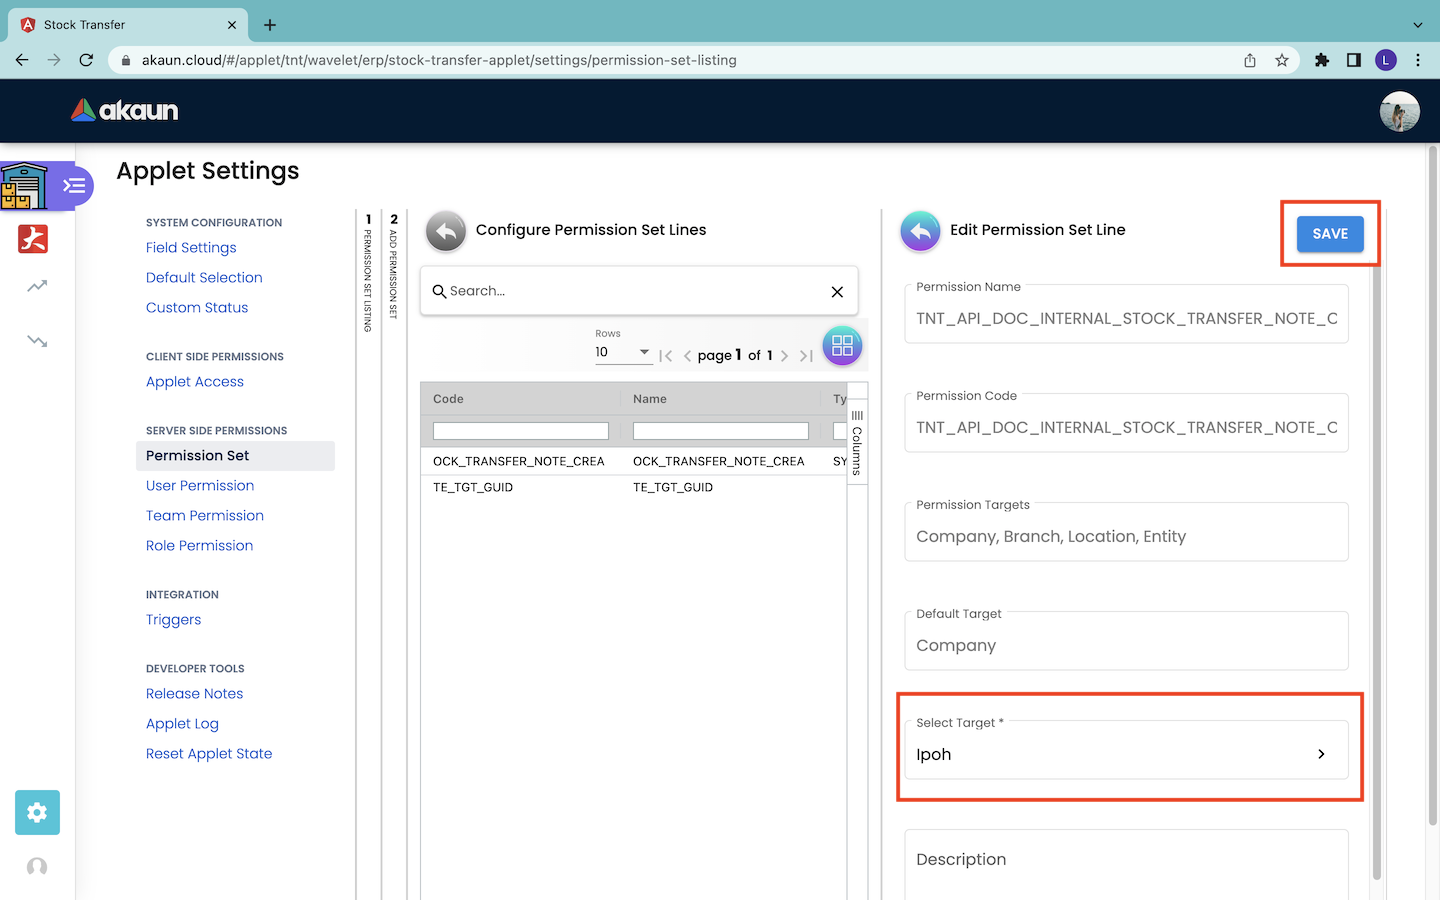 Stock Transfer
akaun.cloud/#/applet/tnt/wavelet/erp/stock-transfer-applet/settings/permission-set-listing
L
akaun
Applet Settings
SYSTEM CONFIGURATION
Field Settings
Default Selection
Custom Status
CLIENT SIDE PERMISSIONS
Applet Access
SERVER SIDE PERMISSIONS
Permission Set
User Permission
Team Permission
Role Permission
INTEGRATION
Triggers
DEVELOPER TOOLS
Release Notes
Applet Log
Reset Applet State
1 PERMISSION SET LISTING
2 ADD PERMISSION SET
Configure Permission Set Lines
Search...
Rows
10
page 1 of 1
Code Name Ty
OCK_TRANSFER_NOTE_CREA OCK_TRANSFER_NOTE_CREA SY
TE_TGT_GUID TE_TGT_GUID
Columns
Edit Permission Set Line
SAVE
Permission Name
TNT_API_DOC_INTERNAL_STOCK_TRANSFER_NOTE_C
Permission Code
TNT_API_DOC_INTERNAL_STOCK_TRANSFER_NOTE_C
Permission Targets
Company, Branch, Location, Entity
Default Target
Company
Select Target *
Ipoh
Description